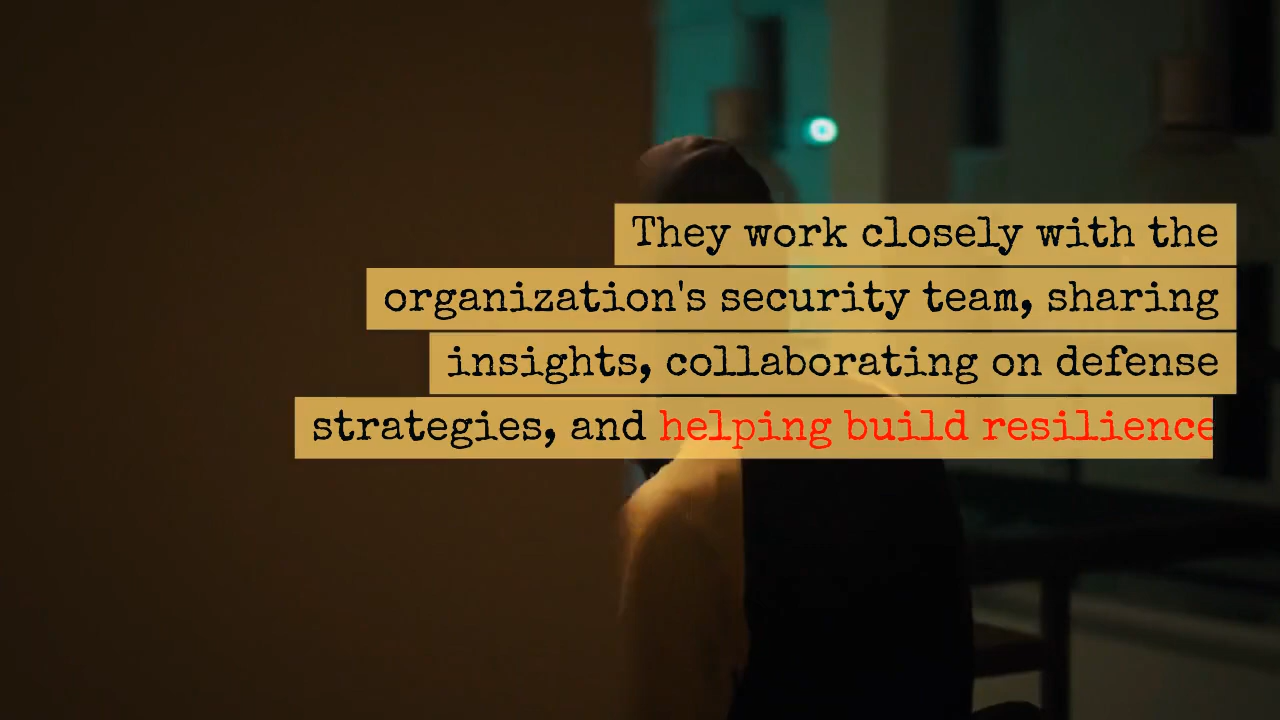 They work closely with the
organization's security team, sharing
insights, collaborating on defense
strategies, and helping build resilience